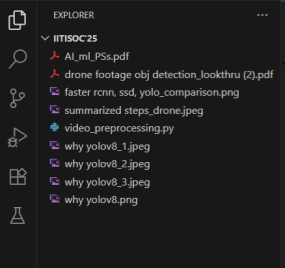 EXPLORER
IITISOC'25
AI_ml_PSs.pdf
drone footage obj detection_lookthru (2).pdf
faster rcnn, ssd, yolo_comparison.png
summarized steps_drone.jpeg
video_preprocessing.py
why yolov8_1.jpeg
why yolov8_2.jpeg
why yolov8_3.jpeg
why yolov8.png